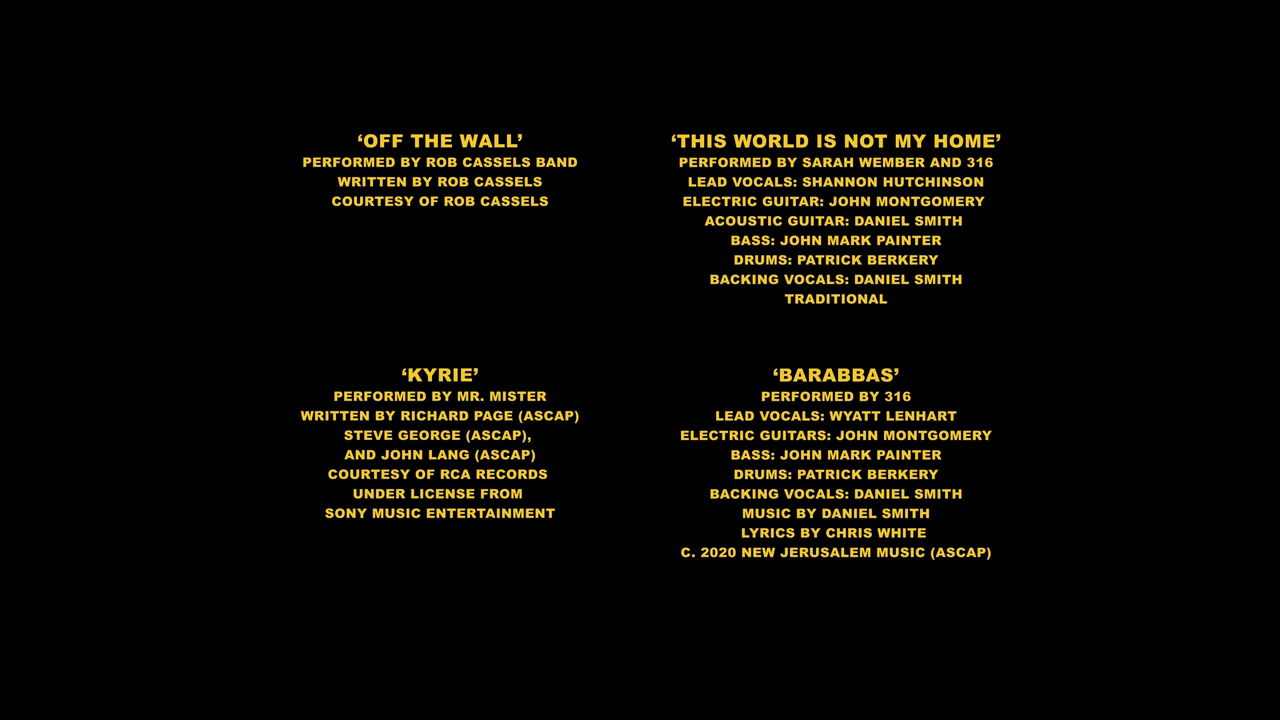 ‘OFF THE WALL’
PERFORMED BY ROB CASSELS BAND
WRITTEN BY ROB CASSELS
COURTESY OF ROB CASSELS
‘THIS WORLD IS NOT MY HOME’
PERFORMED BY SARAH WEMBER AND 316
LEAD VOCALS: SHANNON HUTCHINSON
ELECTRIC GUITAR: JOHN MONTGOMERY
ACOUSTIC GUITAR: DANIEL SMITH
BASS: JOHN MARK PAINTER
DRUMS: PATRICK BERKERY
BACKING VOCALS: DANIEL SMITH
TRADITIONAL
‘KYRIE’
PERFORMED BY MR. MISTER
WRITTEN BY RICHARD PAGE (ASCAP)
STEVE GEORGE (ASCAP),
AND JOHN LANG (ASCAP)
COURTESY OF RCA RECORDS
UNDER LICENSE FROM
SONY MUSIC ENTERTAINMENT
‘BARABBAS’
PERFORMED BY 316
LEAD VOCALS: WYATT LENHART
ELECTRIC GUITARS: JOHN MONTGOMERY
BASS: JOHN MARK PAINTER
DRUMS: PATRICK BERKERY
BACKING VOCALS: DANIEL SMITH
MUSIC BY DANIEL SMITH
LYRICS BY CHRIS WHITE
C. 2020 NEW JERUSALEM MUSIC (ASCAP)